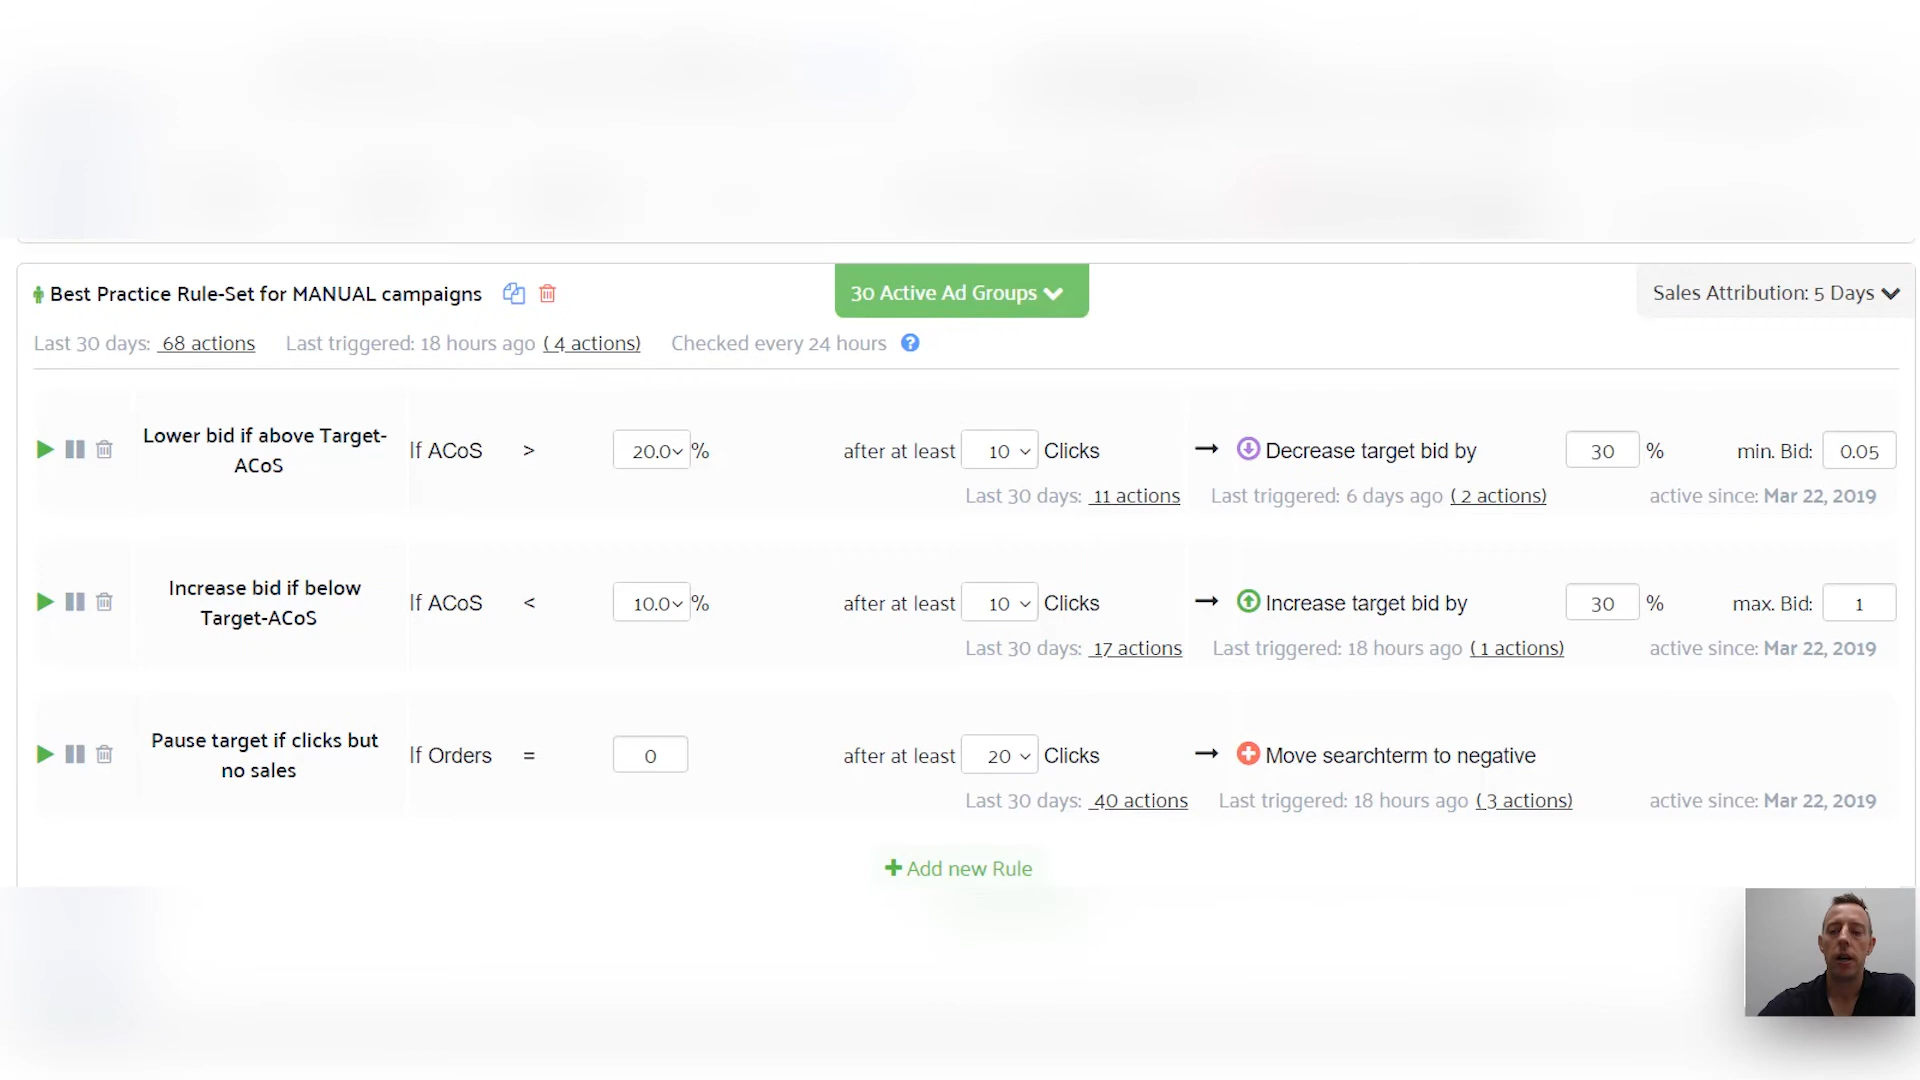 Best Practice Rule-Set for MANUAL campaigns
30 Active Ad Groups
Sales Attribution: 5 Days
Last 30 days: 68 actions Last triggered: 18 hours ago ( 4 actions) Checked every 24 hours ?
Lower bid if above Target-
ACoS
If ACoS > 20.0 % after at least 10 Clicks → Decrease target bid by 30 % min. Bid: 0.05
Last 30 days: 11 actions Last triggered: 6 days ago ( 2 actions) active since: Mar 22, 2019
Increase bid if below
Target-ACoS
If ACoS < 10.0 % after at least 10 Clicks → Increase target bid by 30 % max. Bid: 1
Last 30 days: 17 actions Last triggered: 18 hours ago ( 1 actions) active since: Mar 22, 2019
Pause target if clicks but
no sales
If Orders = 0 after at least 20 Clicks → Move searchterm to negative
Last 30 days: 40 actions Last triggered: 18 hours ago ( 3 actions) active since: Mar 22, 2019
+ Add new Rule